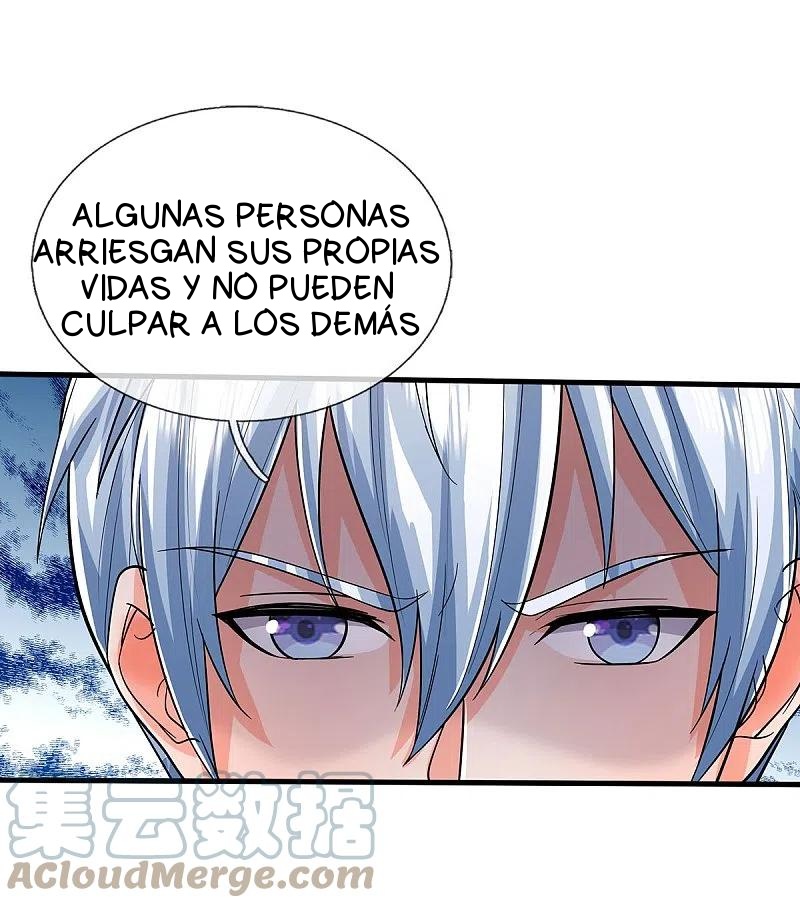 ALGUNAS PERSONAS
ARRIESGAN SUS PROPIAS
VIDAS Y NO PUEDEN
CULPAR A LOS DEMÁS
集云数据
ACloudMerge.com